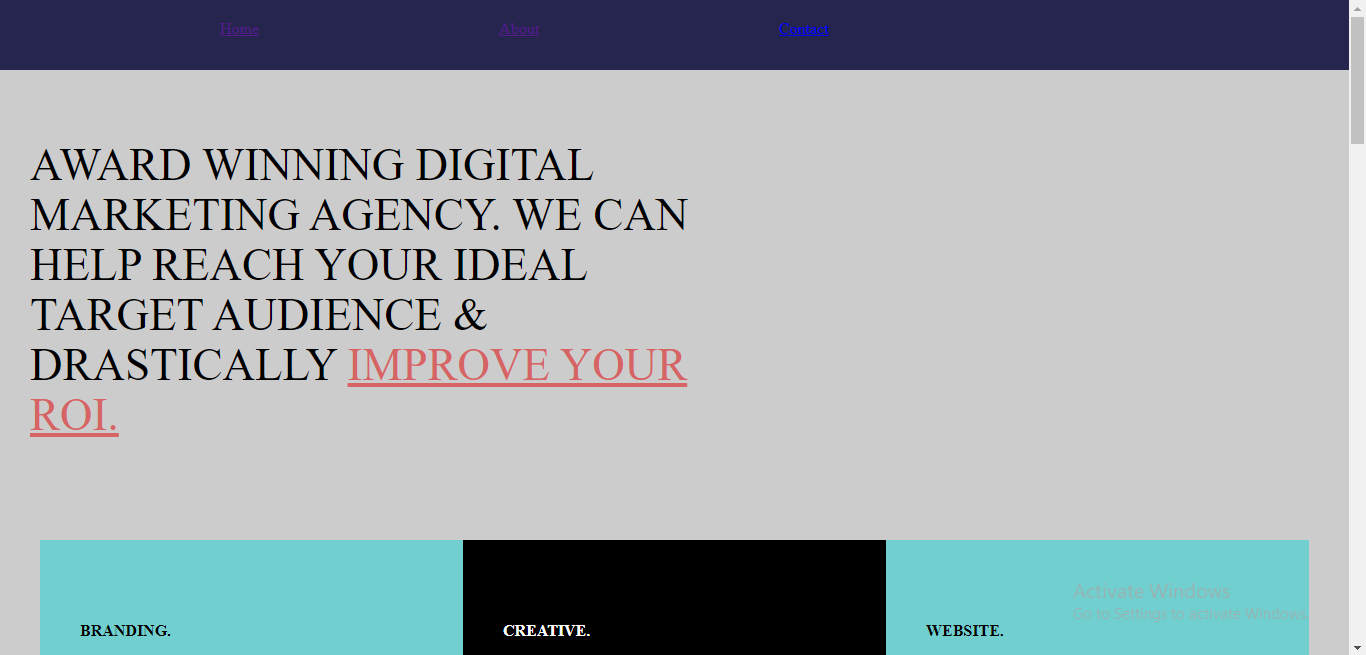 Home About Contact
AWARD WINNING DIGITAL
MARKETING AGENCY. WE CAN
HELP REACH YOUR IDEAL
TARGET AUDIENCE &
DRASTICALLY IMPROVE YOUR
ROI.
BRANDING. CREATIVE. WEBSITE.
Activate Windows
Go to Settings to activate Windows.